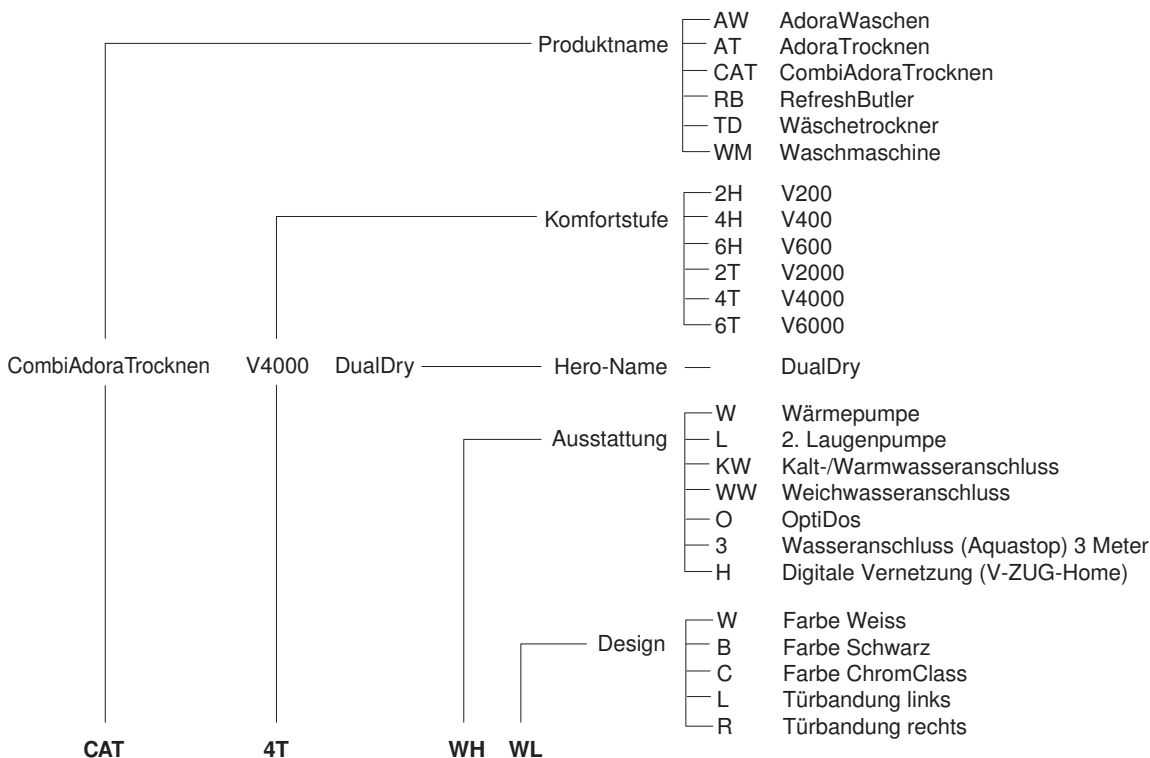 AW AdoraWaschen
Produktname AT AdoraTrocknen
CAT CombiAdoraTrocknen
RB RefreshButler
TD Wäschetrockner
WM Waschmaschine
2H V200
Komfortstufe 4H V400
6H V600
2T V2000
4T V4000
6T V6000
CombiAdoraTrocknen V4000 DualDry Hero-Name DualDry
W Wärmepumpe
Ausstattung L 2. Laugenpumpe
KW Kalt-/Warmwasseranschluss
WW Weichwasseranschluss
O OptiDos
3 Wasseranschluss (Aquastop) 3 Meter
H Digitale Vernetzung (V-ZUG-Home)
W Farbe Weiss
Design B Farbe Schwarz
C Farbe ChromClass
L Türbandung links
R Türbandung rechts
CAT 4T WH WL